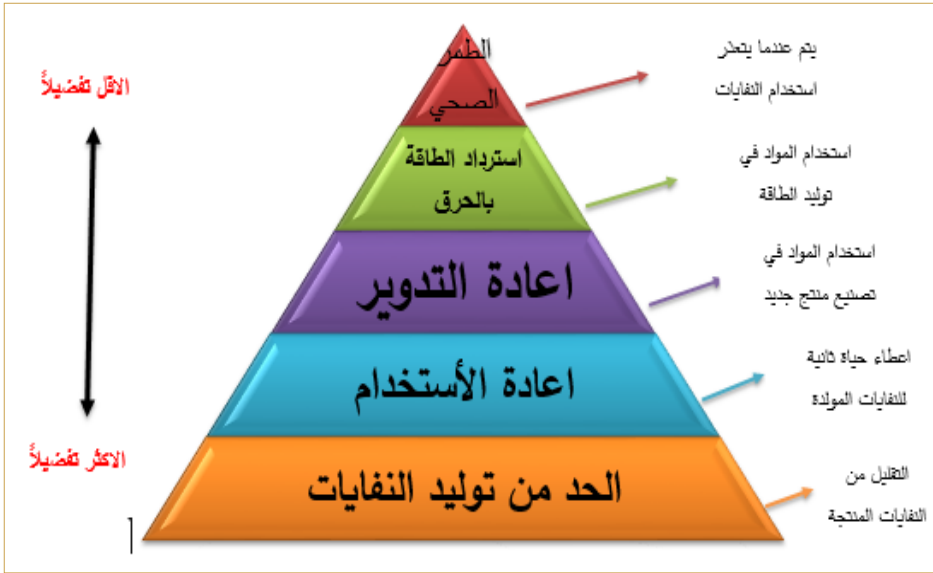 الاقل تفضيلاً
الاكثر تفضيلاً
الطمر
الصحي
يتم عندما يتعذر
استخدام النفايات
استرداد الطاقة
بالحرق
استخدام المواد في
توليد الطاقة
اعادة التدوير
استخدام المواد في
تصنيع منتج جديد
اعادة الأستخدام
اعطاء حياة ثانية
للنفايات المولدة
الحد من توليد النفايات
التقليل من
النفايات المنتجة